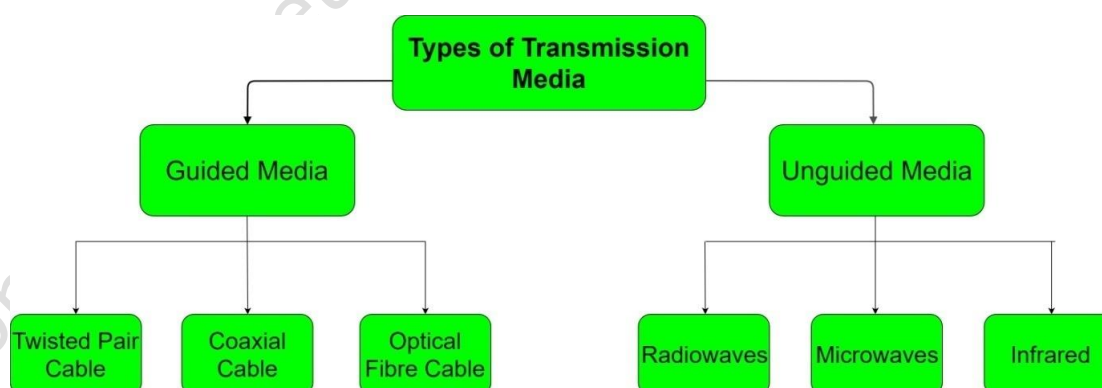 Types of Transmission
Media
Guided Media
Unguided Media
Twisted Pair
Cable
Coaxial
Cable
Optical
Fibre Cable
Radiowaves
Microwaves
Infrared